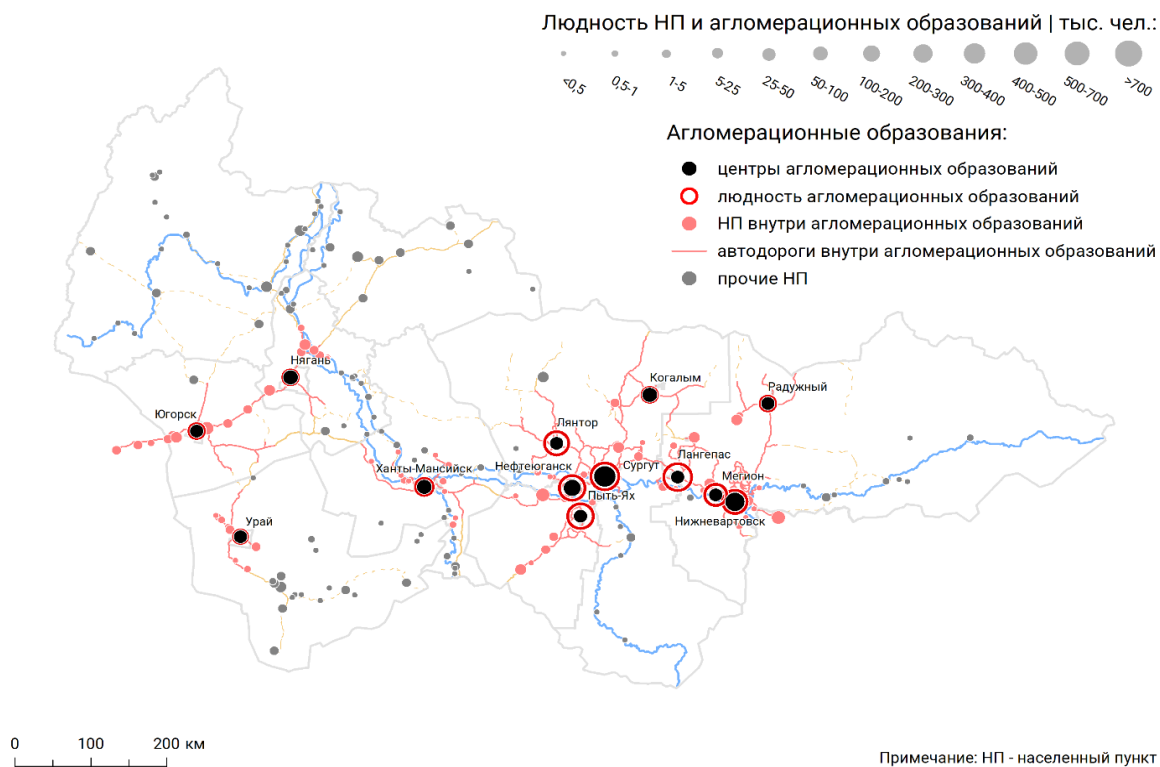 Людность НП и агломерационных образований | тыс. чел.:
<0,5
0,5-1
1-5
5-25
25-50
50-100
100-200
200-300
300-400
400-500
500-700
>700
Агломерационные образования:
центры агломерационных образований
людность агломерационных образований
НП внутри агломерационных образований
автодороги внутри агломерационных образований
прочие НП
Нягань
Когалым
Радужный
Югорск
Лянтор
Лангепас
Ханты-Мансийск
Нефтеюганск
Сургут
Мегион
Пыть-Ях
Нижневартовск
Урай
0 100 200 км
Примечание: НП - населенный пункт